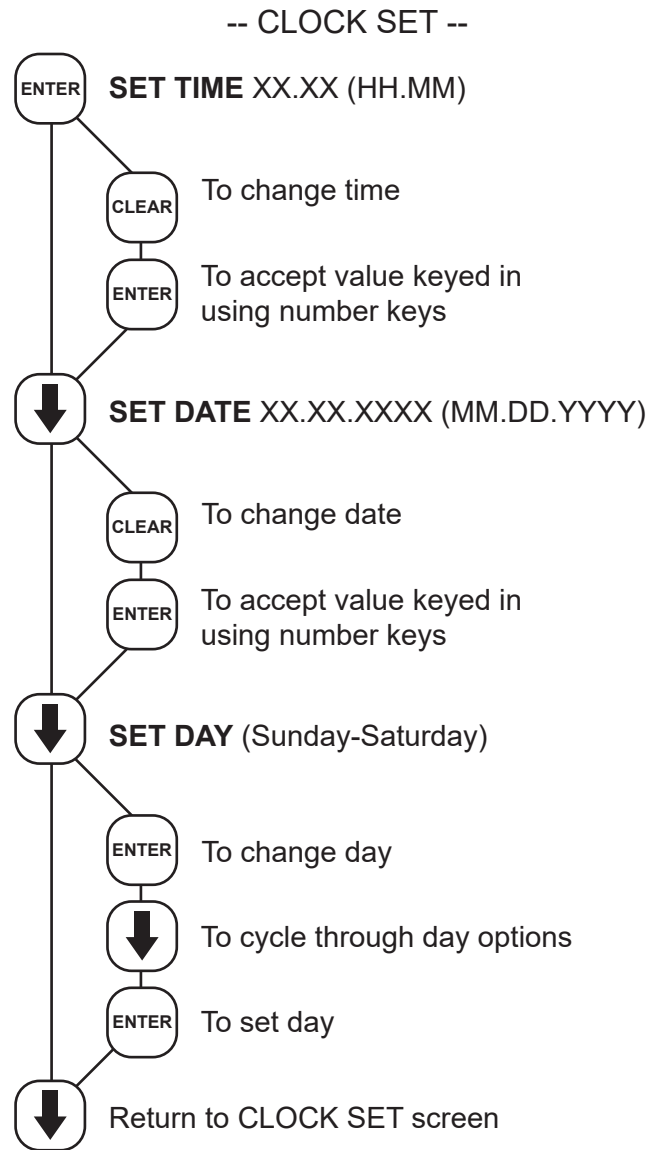 -- CLOCK SET --
ENTER SET TIME XX.XX (HH.MM)
CLEAR To change time
ENTER To accept value keyed in
using number keys
SET DATE XX.XX.XXXX (MM.DD.YYYY)
CLEAR To change date
ENTER To accept value keyed in
using number keys
SET DAY (Sunday-Saturday)
ENTER To change day
To cycle through day options
ENTER To set day
Return to CLOCK SET screen